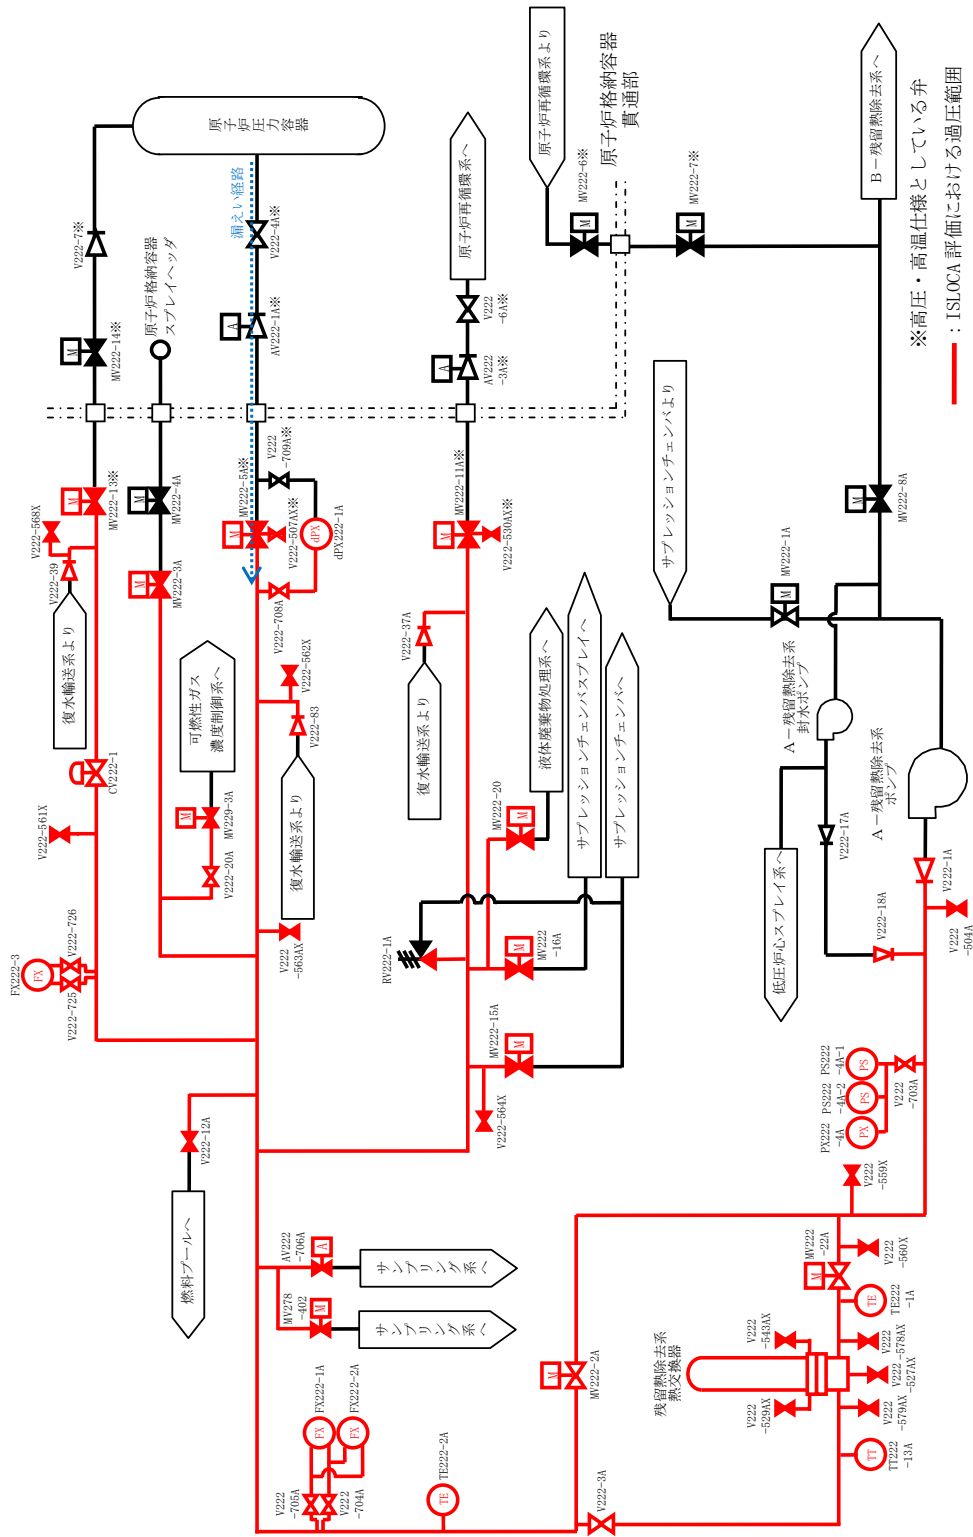 原子炉圧力容器
漏えい経路
V222-7※
MV222-14※
原子炉格納容器
スプレイヘッダ
V222-4A※
AV222-1A※
原子炉再循環系へ
V222
-6A※
AV222
-3A※
原子炉再循環系より
MV222-6※
原子炉格納容器
貫通部
MV222-7※
B－残留熱除去系へ
※高圧・高温仕様としている弁
：ISLOCA 評価における過圧範囲
MV222-13※
V222-568X
V222-39
復水輸送系より
CV222-1
V222-561X
V222-726
V222-725
FX222-3
FX
M
M
MV222-4A
M
MV222-3A
M
可燃性ガス
濃度制御系へ
M
MV229-3A
V222-20A
V222
-709A※
MV222-5A※
M
V222-507AX※
dPX
dPX222-1A
V222-708A
V222-562X
V222-83
復水輸送系より
V222
-563AX
A
A
MV222-11A※
M
V222-530AX※
V222-37A
復水輸送系より
液体廃棄物処理系へ
サプレッションチェンバスプレイへ
サプレッションチェンバへ
MV222-20
M
RV222-1A
MV222
-16A
M
MV222-15A
M
V222-564X
サプレッションチェンバより
M
M
MV222-1A
M
MV222-8A
M
A－残留熱除去系
封水ポンプ
A－残留熱除去系
ポンプ
V222-17A
低圧炉心スプレイ系へ
V222-18A
V222-1A
V222
-504A
PS222
-4A-1
PS
PS222
-4A-2
PS
PX222
-4A
PX
V222
-703A
V222
-559X
V222-12A
燃料プールへ
AV222
-706A
A
サンプリング系へ
MV278
-402
M
サンプリング系へ
FX222-1A
FX
FX222-2A
FX
V222
-705A
V222
-704A
TE222-2A
TE
MV222-2A
M
V222-3A
残留熱除去系
熱交換器
MV222
-22A
M
V222
-560X
TE222
-1A
TE
V222
-543AX
V222
-578AX
V222
-527AX
V222
-529AX
V222
-579AX
TT222
-13A
TT